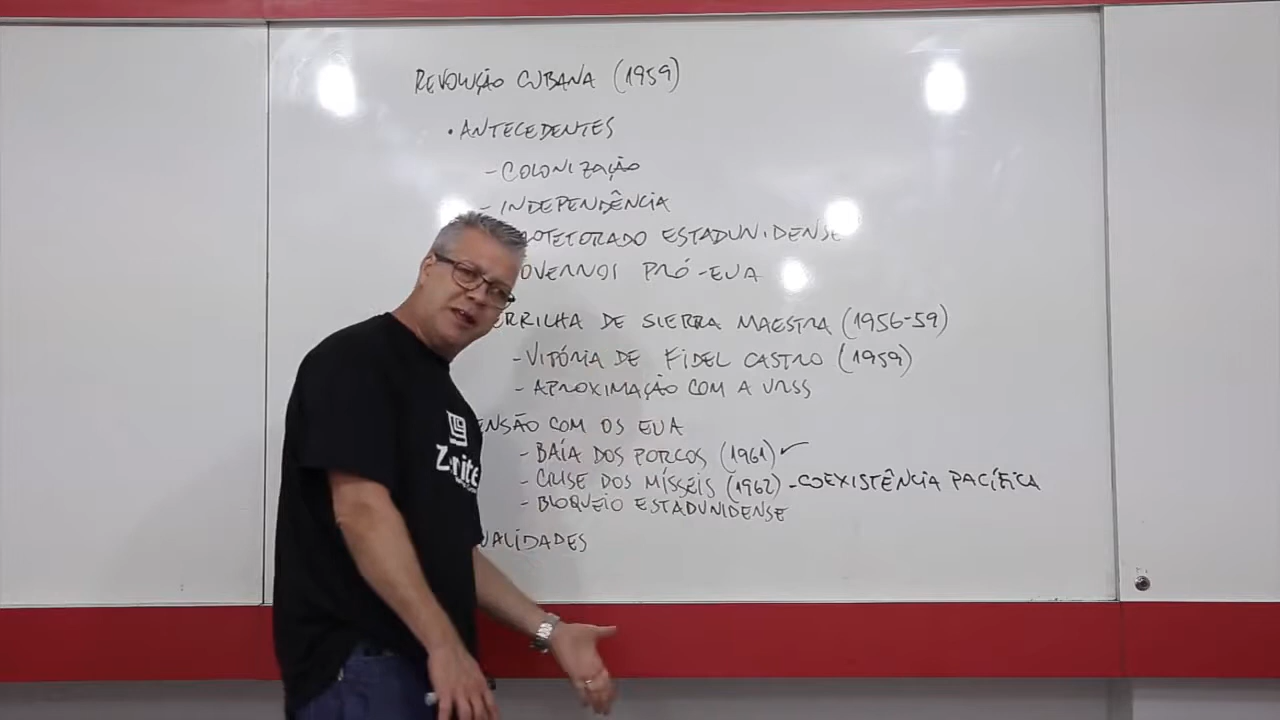 REVOLUÇÃO CUBANA (1959)
• ANTECEDENTES
- COLONIZAÇÃO
- INDEPENDÊNCIA
OTETORADO ESTADUNIDENSE
OVERNOS PRÓ-EUA
ERRILHA DE SIERRA MAESTRA (1956-59)
- VITÓRIA DE FIDEL CASTRO (1959)
- APROXIMAÇÃO COM A URSS
ENSÃO COM OS EUA
- BAÍA DOS PORCOS (1961) ✓
- CRISE DOS MÍSSEIS (1962) - COEXISTÊNCIA PACÍFICA
- BLOQUEIO ESTADUNIDENSE
UALIDADES